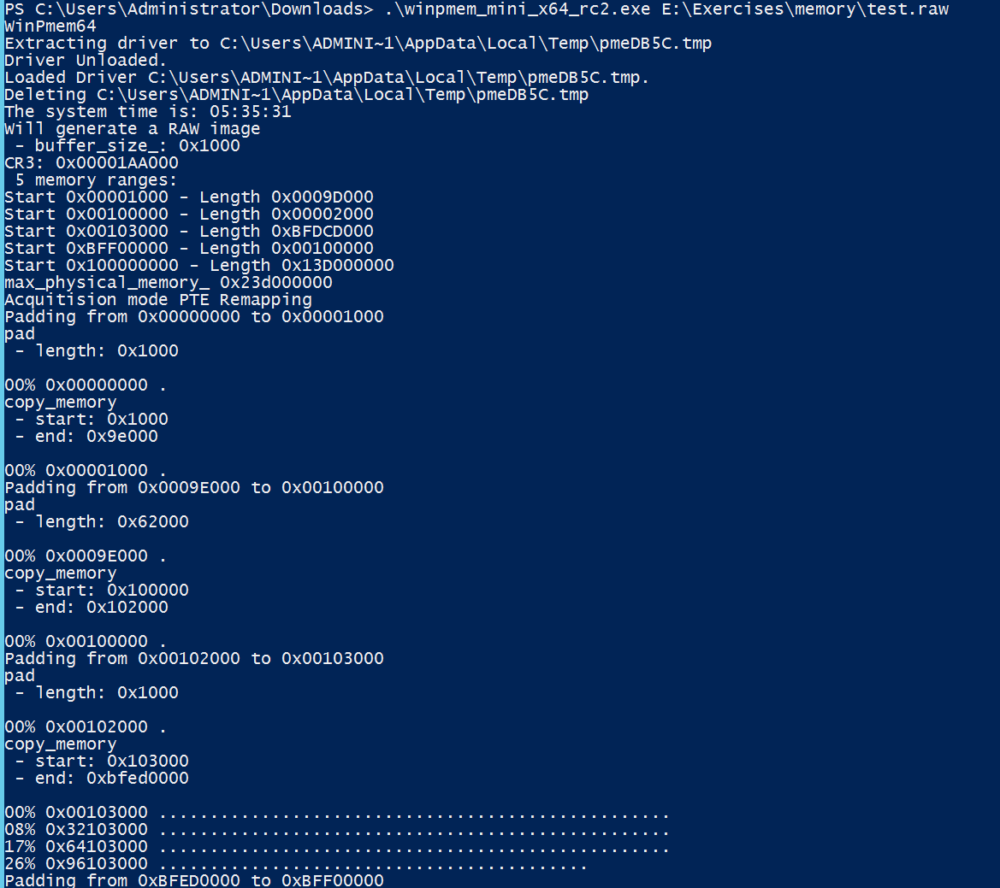 PS C:\Users\Administrator\Downloads> .\winpmem_mini_x64_rc2.exe E:\Exercises\memory\test.raw
WinPmem64
Extracting driver to C:\Users\ADMINI~1\AppData\Local\Temp\pmeDB5C.tmp
Driver Unloaded.
Loaded Driver C:\Users\ADMINI~1\AppData\Local\Temp\pmeDB5C.tmp.
Deleting C:\Users\ADMINI~1\AppData\Local\Temp\pmeDB5C.tmp
The system time is: 05:35:31
Will generate a RAW image
 - buffer_size_: 0x1000
CR3: 0x00001AA000
 5 memory ranges:
Start 0x00001000 - Length 0x0009D000
Start 0x00100000 - Length 0x00002000
Start 0x00103000 - Length 0xBFDCD000
Start 0xBFF00000 - Length 0x00100000
Start 0x100000000 - Length 0x13D000000
max_physical_memory_ 0x23d000000
Acquitision mode PTE Remapping
Padding from 0x00000000 to 0x00001000
pad
 - length: 0x1000

00% 0x00000000 .
copy_memory
 - start: 0x1000
 - end: 0x9e000

00% 0x00001000 .
Padding from 0x0009E000 to 0x00100000
pad
 - length: 0x62000

00% 0x0009E000 .
copy_memory
 - start: 0x100000
 - end: 0x102000

00% 0x00100000 .
Padding from 0x00102000 to 0x00103000
pad
 - length: 0x1000

00% 0x00102000 .
copy_memory
 - start: 0x103000
 - end: 0xbfed0000

00% 0x00103000 ..................................................
08% 0x32103000 ..................................................
17% 0x64103000 ..................................................
26% 0x96103000 ..........................................
Padding from 0xBFED0000 to 0xBFF00000